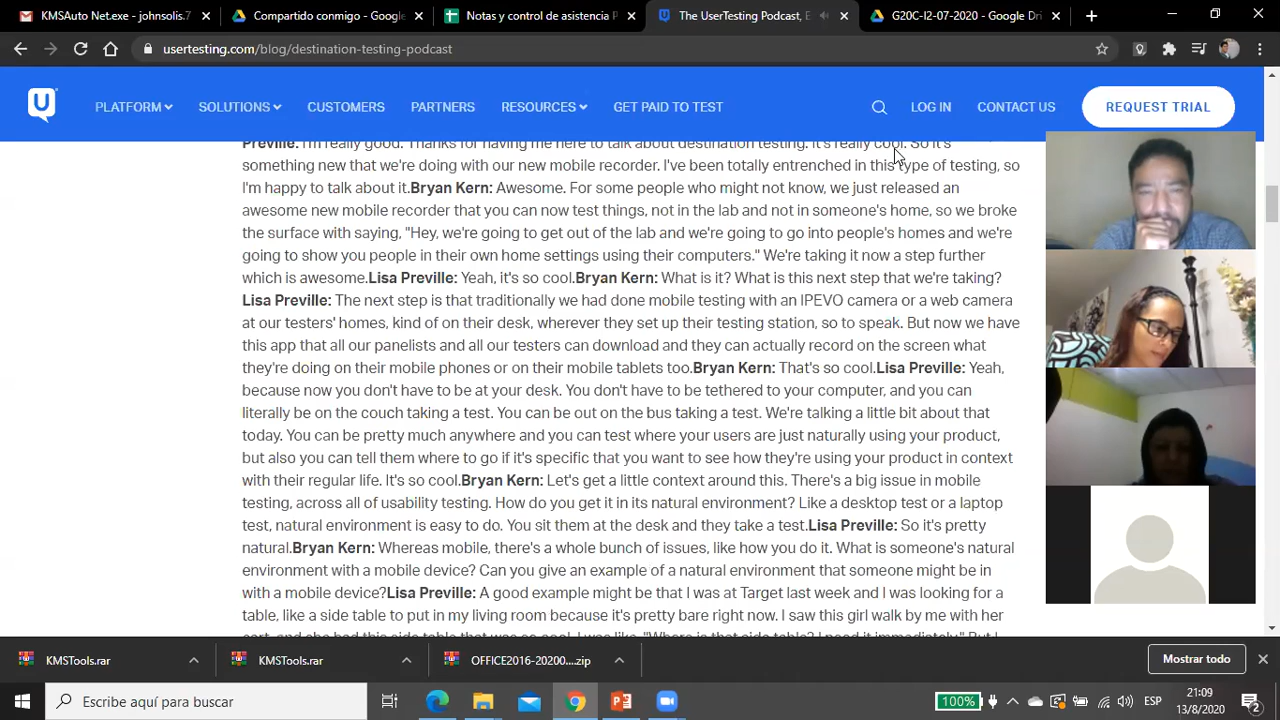 KMSAuto Net.exe - johnsolis.7
Compartido conmigo - Google
Notas y control de asistencia P
The UserTesting Podcast, E
G20C-I2-07-2020 - Google Dri
usertesting.com/blog/destination-testing-podcast
U
PLATFORM
SOLUTIONS
CUSTOMERS
PARTNERS
RESOURCES
GET PAID TO TEST
LOG IN
CONTACT US
REQUEST TRIAL
Preville: I'm really good. Thanks for having me here to talk about destination testing. It's really cool. So it's
something new that we're doing with our new mobile recorder. I've been totally entrenched in this type of testing, so
I'm happy to talk about it.Bryan Kern: Awesome. For some people who might not know, we just released an
awesome new mobile recorder that you can now test things, not in the lab and not in someone's home, so we broke
the surface with saying, "Hey, we're going to get out of the lab and we're going to go into people's homes and we're
going to show you people in their own home settings using their computers." We're taking it now a step further
which is awesome.Lisa Preville: Yeah, it's so cool.Bryan Kern: What is it? What is this next step that we're taking?
Lisa Preville: The next step is that traditionally we had done mobile testing with an IPEVO camera or a web camera
at our testers' homes, kind of on their desk, wherever they set up their testing station, so to speak. But now we have
this app that all our panelists and all our testers can download and they can actually record on the screen what
they're doing on their mobile phones or on their mobile tablets too.Bryan Kern: That's so cool.Lisa Preville: Yeah,
because now you don't have to be at your desk. You don't have to be tethered to your computer, and you can
literally be on the couch taking a test. You can be out on the bus taking a test. We're talking a little bit about that
today. You can be pretty much anywhere and you can test where your users are just naturally using your product,
but also you can tell them where to go if it's specific that you want to see how they're using your product in context
with their regular life. It's so cool.Bryan Kern: Let's get a little context around this. There's a big issue in mobile
testing, across all of usability testing. How do you get it in its natural environment? Like a desktop test or a laptop
test, natural environment is easy to do. You sit them at the desk and they take a test.Lisa Preville: So it's pretty
natural.Bryan Kern: Whereas mobile, there's a whole bunch of issues, like how you do it. What is someone's natural
environment with a mobile device? Can you give an example of a natural environment that someone might be in
with a mobile device?Lisa Preville: A good example might be that I was at Target last week and I was looking for a
table, like a side table to put in my living room because it's pretty bare right now. I saw this girl walk by me with her
cart, and she had this side table that was so cool. I was like, "Where is that side table? I need it immediately." But I
KMSTools.rar
KMSTools.rar
OFFICE2016-20200....zip
Mostrar todo
Escribe aquí para buscar
100%
ESP
21:09
13/8/2020
2